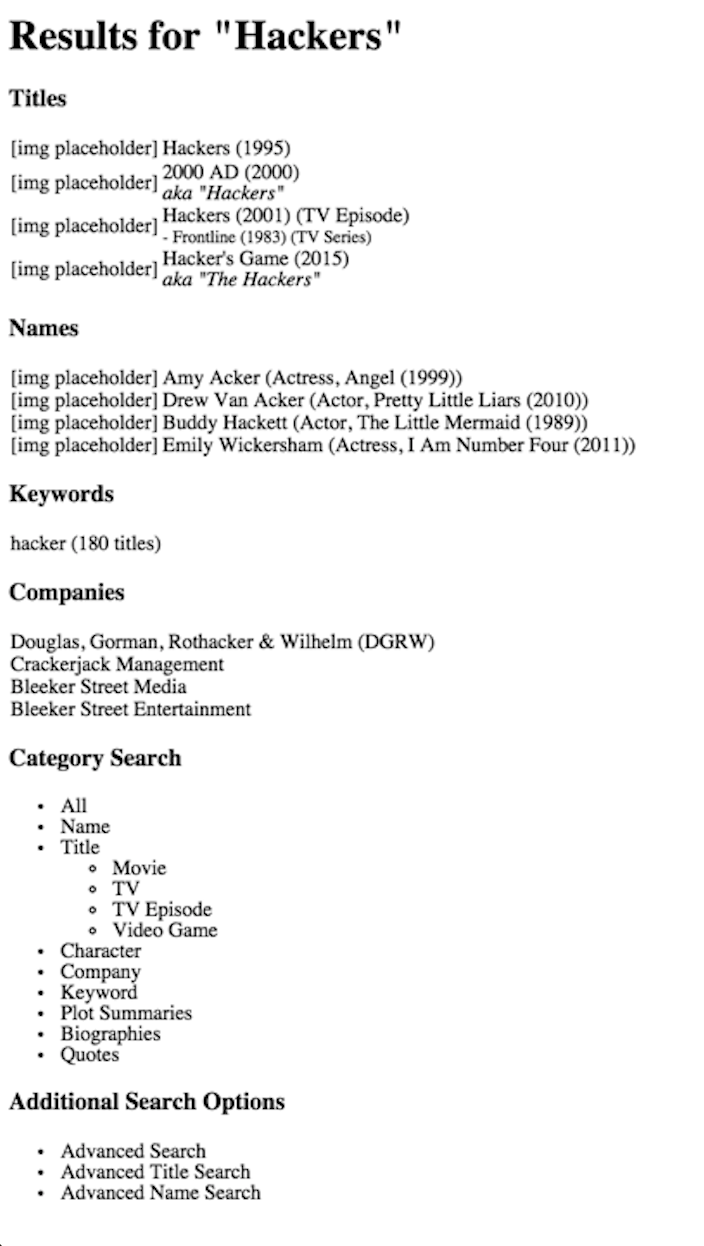 Results for "Hackers"
Titles
[img placeholder] Hackers (1995)
[img placeholder] 2000 AD (2000)
aka "Hackers"
[img placeholder] Hackers (2001) (TV Episode)
- Frontline (1983) (TV Series)
[img placeholder] Hacker's Game (2015)
aka "The Hackers"
Names
[img placeholder] Amy Acker (Actress, Angel (1999))
[img placeholder] Drew Van Acker (Actor, Pretty Little Liars (2010))
[img placeholder] Buddy Hackett (Actor, The Little Mermaid (1989))
[img placeholder] Emily Wickersham (Actress, I Am Number Four (2011))
Keywords
hacker (180 titles)
Companies
Douglas, Gorman, Rothacker & Wilhelm (DGRW)
Crackerjack Management
Bleeker Street Media
Bleeker Street Entertainment
Category Search
• All
• Name
• Title
◦ Movie
◦ TV
◦ TV Episode
◦ Video Game
• Character
• Company
• Keyword
• Plot Summaries
• Biographies
• Quotes
Additional Search Options
• Advanced Search
• Advanced Title Search
• Advanced Name Search